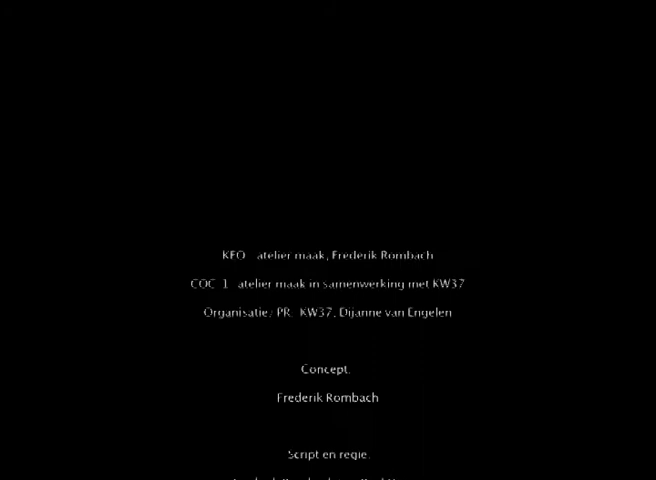 KFO atelier maak, Frederik Rombach
COC 1 atelier maak in samenwerking met KW37
Organisatie/ PR KW37, Dijanne van Engelen
Concept.
Frederik Rombach
Script en regie.